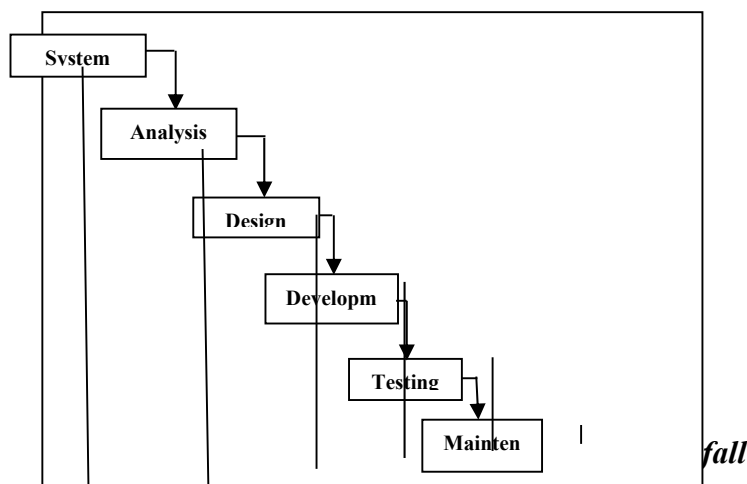 System
Analysis
Design
Developm
Testing
Mainten
fall